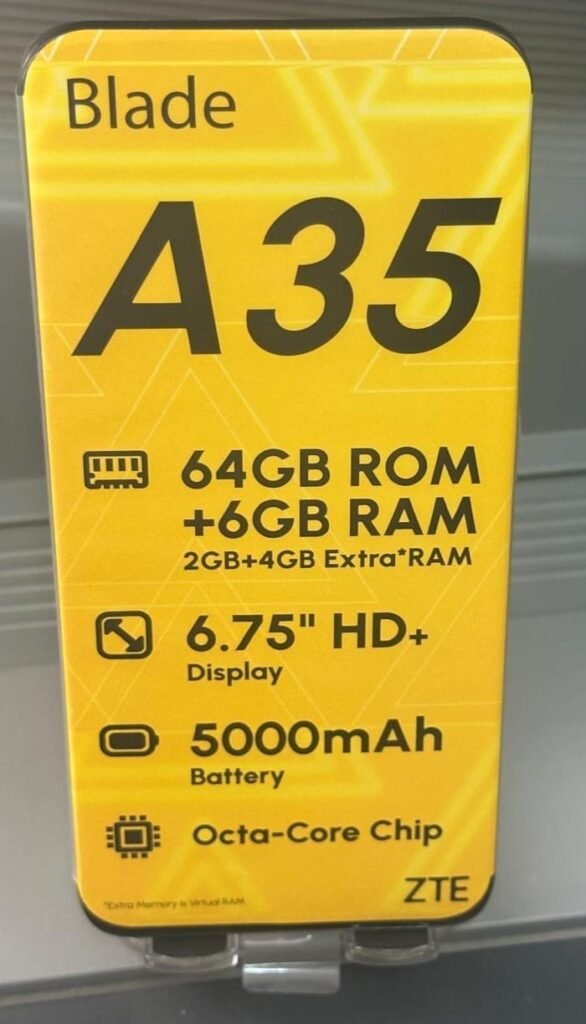 Blade
A35
64GB ROM
+6GB RAM
2GB+4GB Extra*RAM
6.75" HD+
Display
5000mAh
Battery
Octa-Core Chip
ZTE
*Extra Memory is Virtual RAM